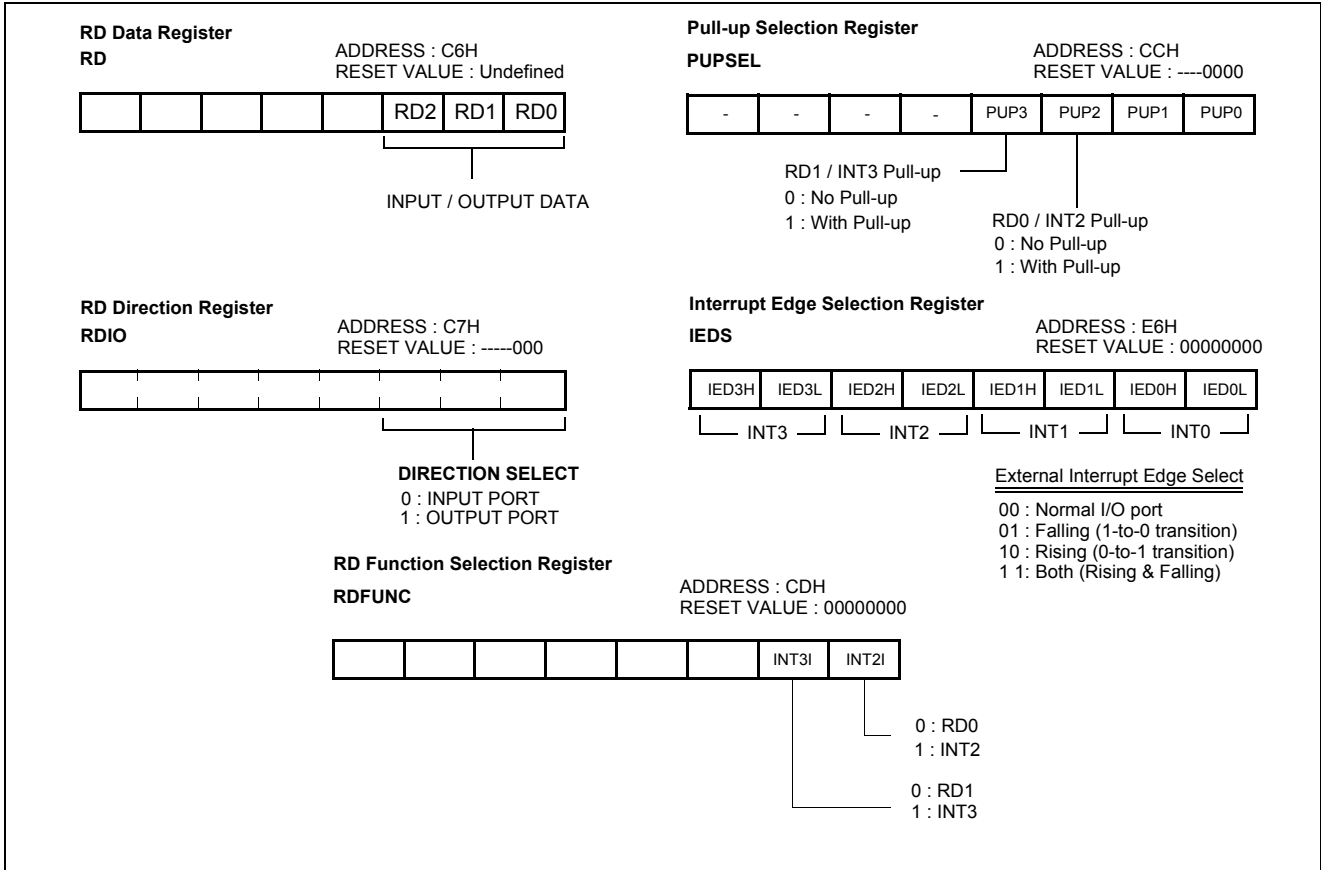 RD Data Register
RD
ADDRESS : C6H
RESET VALUE : Undefined
RD2 RD1 RD0
INPUT / OUTPUT DATA
Pull-up Selection Register
PUPSEL
ADDRESS : CCH
RESET VALUE : ----0000
- - - - PUP3 PUP2 PUP1 PUP0
RD1 / INT3 Pull-up
0 : No Pull-up
1 : With Pull-up
RD0 / INT2 Pull-up
0 : No Pull-up
1 : With Pull-up
RD Direction Register
RDIO
ADDRESS : C7H
RESET VALUE : -----000
DIRECTION SELECT
0 : INPUT PORT
1 : OUTPUT PORT
Interrupt Edge Selection Register
IEDS
ADDRESS : E6H
RESET VALUE : 00000000
IED3H IED3L IED2H IED2L IED1H IED1L IED0H IED0L
INT3 INT2 INT1 INT0
External Interrupt Edge Select
00 : Normal I/O port
01 : Falling (1-to-0 transition)
10 : Rising (0-to-1 transition)
1 1: Both (Rising & Falling)
RD Function Selection Register
RDFUNC
ADDRESS : CDH
RESET VALUE : 00000000
INT3I INT2I
0 : RD0
1 : INT2
0 : RD1
1 : INT3